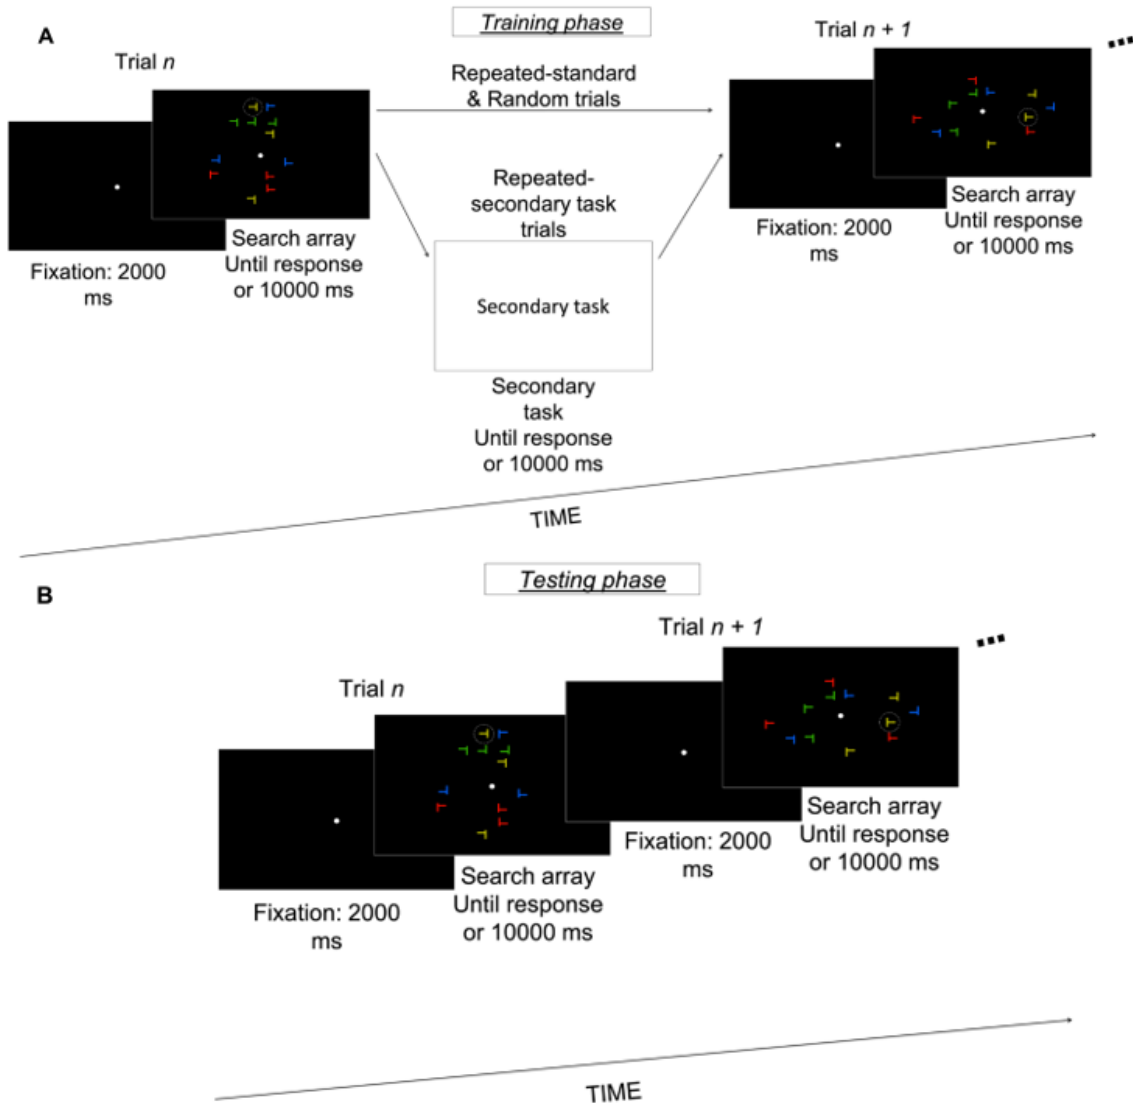 A
Training phase
Trial n
Trial n + 1
Repeated-standard
& Random trials
Repeated-
secondary task
trials
Secondary task
Fixation: 2000
ms
Search array
Until response
or 10000 ms
Secondary
task
Until response
or 10000 ms
Fixation: 2000
ms
Search array
Until response
or 10000 ms
TIME
B
Testing phase
Trial n
Trial n + 1
Fixation: 2000
ms
Search array
Until response
or 10000 ms
Fixation: 2000
ms
Search array
Until response
or 10000 ms
TIME